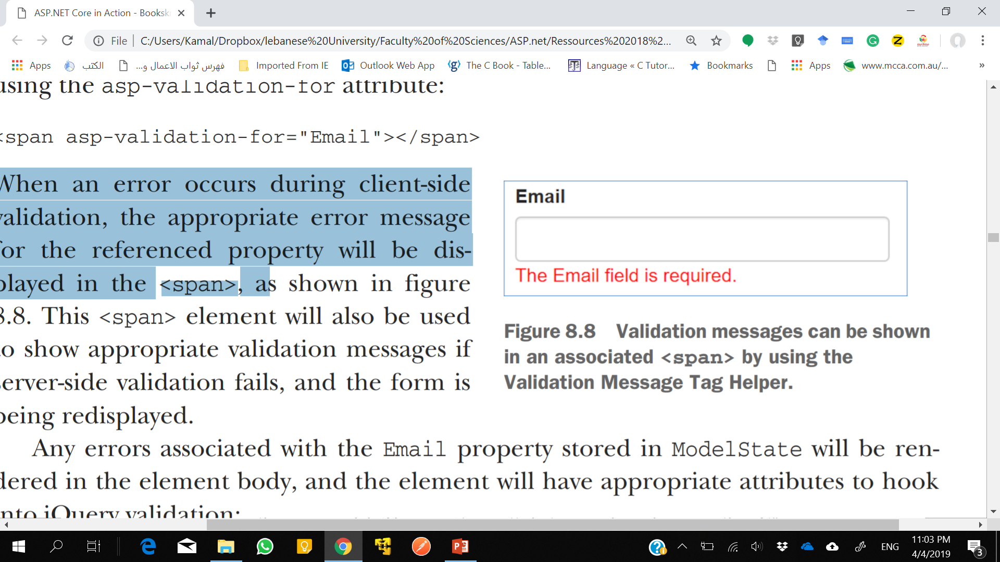 ASP.NET Core in Action - Booksk
File
C:/Users/Kamal/Dropbox/lebanese%20University/Faculty%20of%20Sciences/ASP.net/Ressources%202018%2...
Apps
الكتب
فهرس ثواب الاعمال و...
Imported From IE
Outlook Web App
The C Book - Table...
Language « C Tutor...
Bookmarks
Apps
www.mcca.com.au/...
»
using the asp-validation-for attribute:
<span asp-validation-for="Email"></span>
When an error occurs during client-side
validation, the appropriate error message
for the referenced property will be dis-
played in the <span>, as shown in figure
8.8. This <span> element will also be used
to show appropriate validation messages if
server-side validation fails, and the form is
being redisplayed.
Email
The Email field is required.
Figure 8.8 Validation messages can be shown
in an associated <span> by using the
Validation Message Tag Helper.
Any errors associated with the Email property stored in ModelState will be ren-
dered in the element body, and the element will have appropriate attributes to hook
into jQuery validation:
ENG
11:03 PM
4/4/2019
3